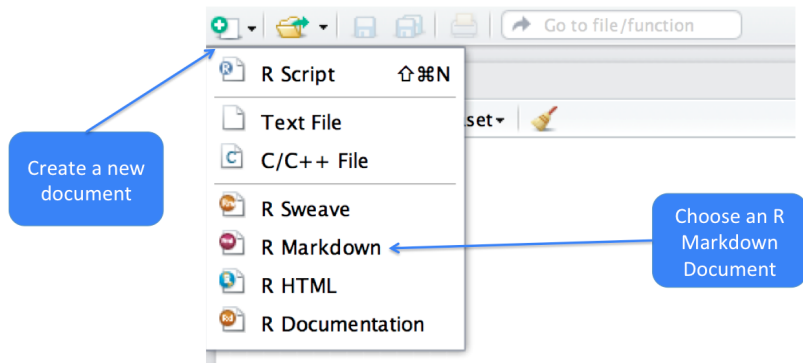 Go to file/function
R Script ⇧⌘N
Text File
set
C/C++ File
R Sweave
R Markdown
R HTML
R Documentation
Create a new
document
Choose an R
Markdown
Document